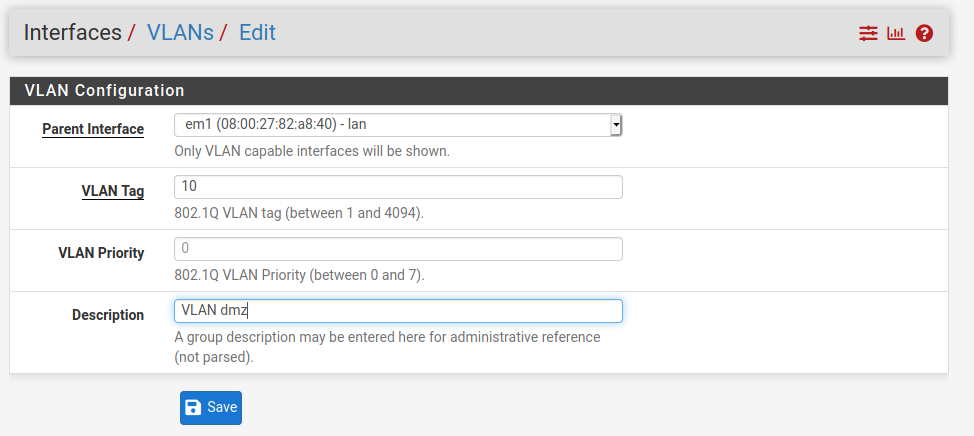 Interfaces / VLANs / Edit
VLAN Configuration
Parent Interface
em1 (08:00:27:82:a8:40) - lan
Only VLAN capable interfaces will be shown.
VLAN Tag
10
802.1Q VLAN tag (between 1 and 4094).
VLAN Priority
0
802.1Q VLAN Priority (between 0 and 7).
Description
VLAN dmz
A group description may be entered here for administrative reference
(not parsed).
Save